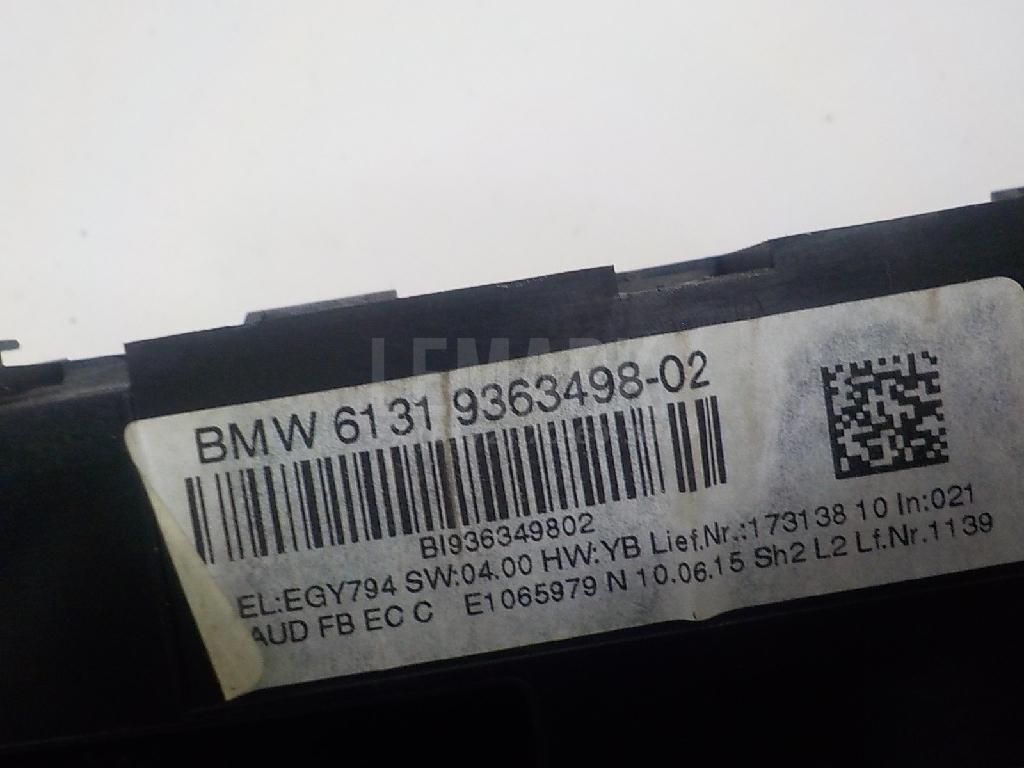 LEMARK
BMW 6131 9363498-02
BI936349802
EL:EGY794 SW:04.00 HW:YB Lief.Nr.:173138 10 In:021
AUD FB EC C E1065979 N 10.06.15 Sh2 L2 Lf.Nr.1139